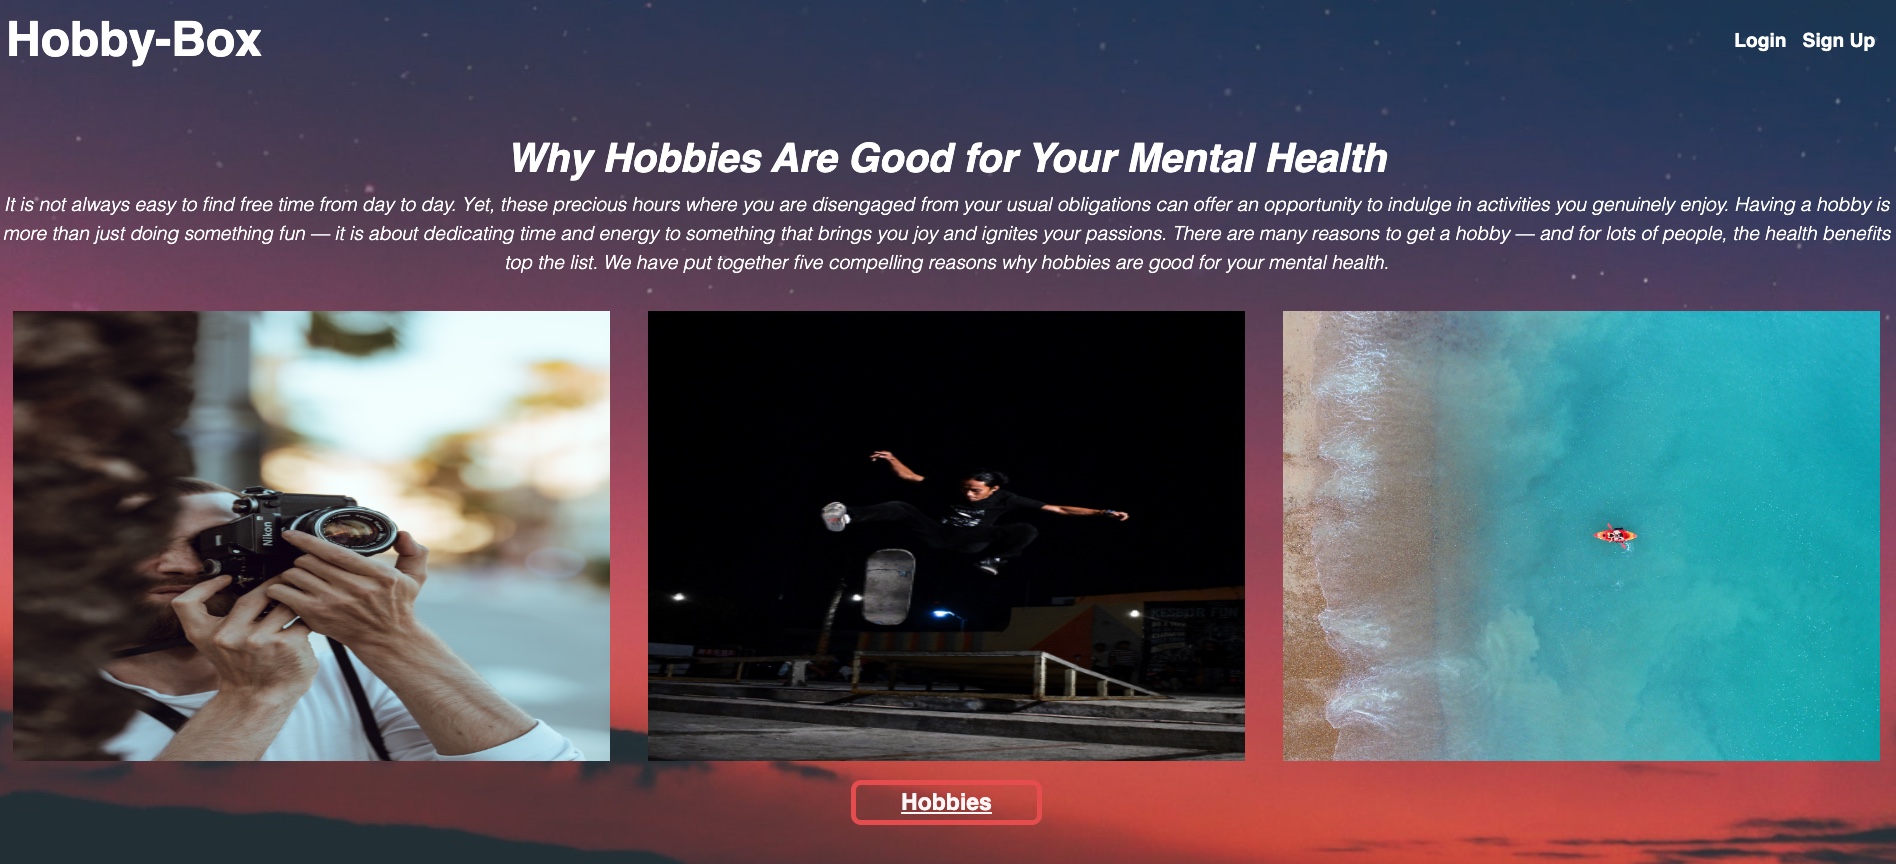 Hobby-Box
Login Sign Up
Why Hobbies Are Good for Your Mental Health
It is not always easy to find free time from day to day. Yet, these precious hours where you are disengaged from your usual obligations can offer an opportunity to indulge in activities you genuinely enjoy. Having a hobby is
more than just doing something fun — it is about dedicating time and energy to something that brings you joy and ignites your passions. There are many reasons to get a hobby — and for lots of people, the health benefits
top the list. We have put together five compelling reasons why hobbies are good for your mental health.
Nikon
Hobbies